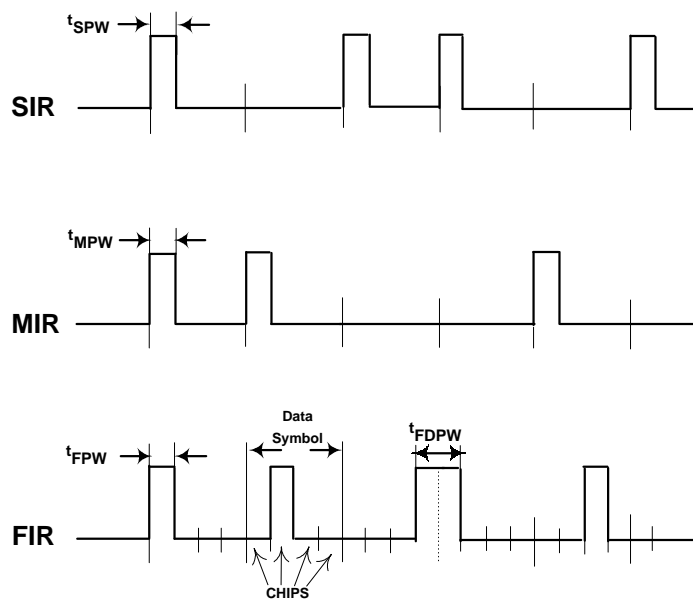 tSPW
SIR
tMPW
MIR
Data
Symbol
tFDPW
tFPW
FIR
CHIPS